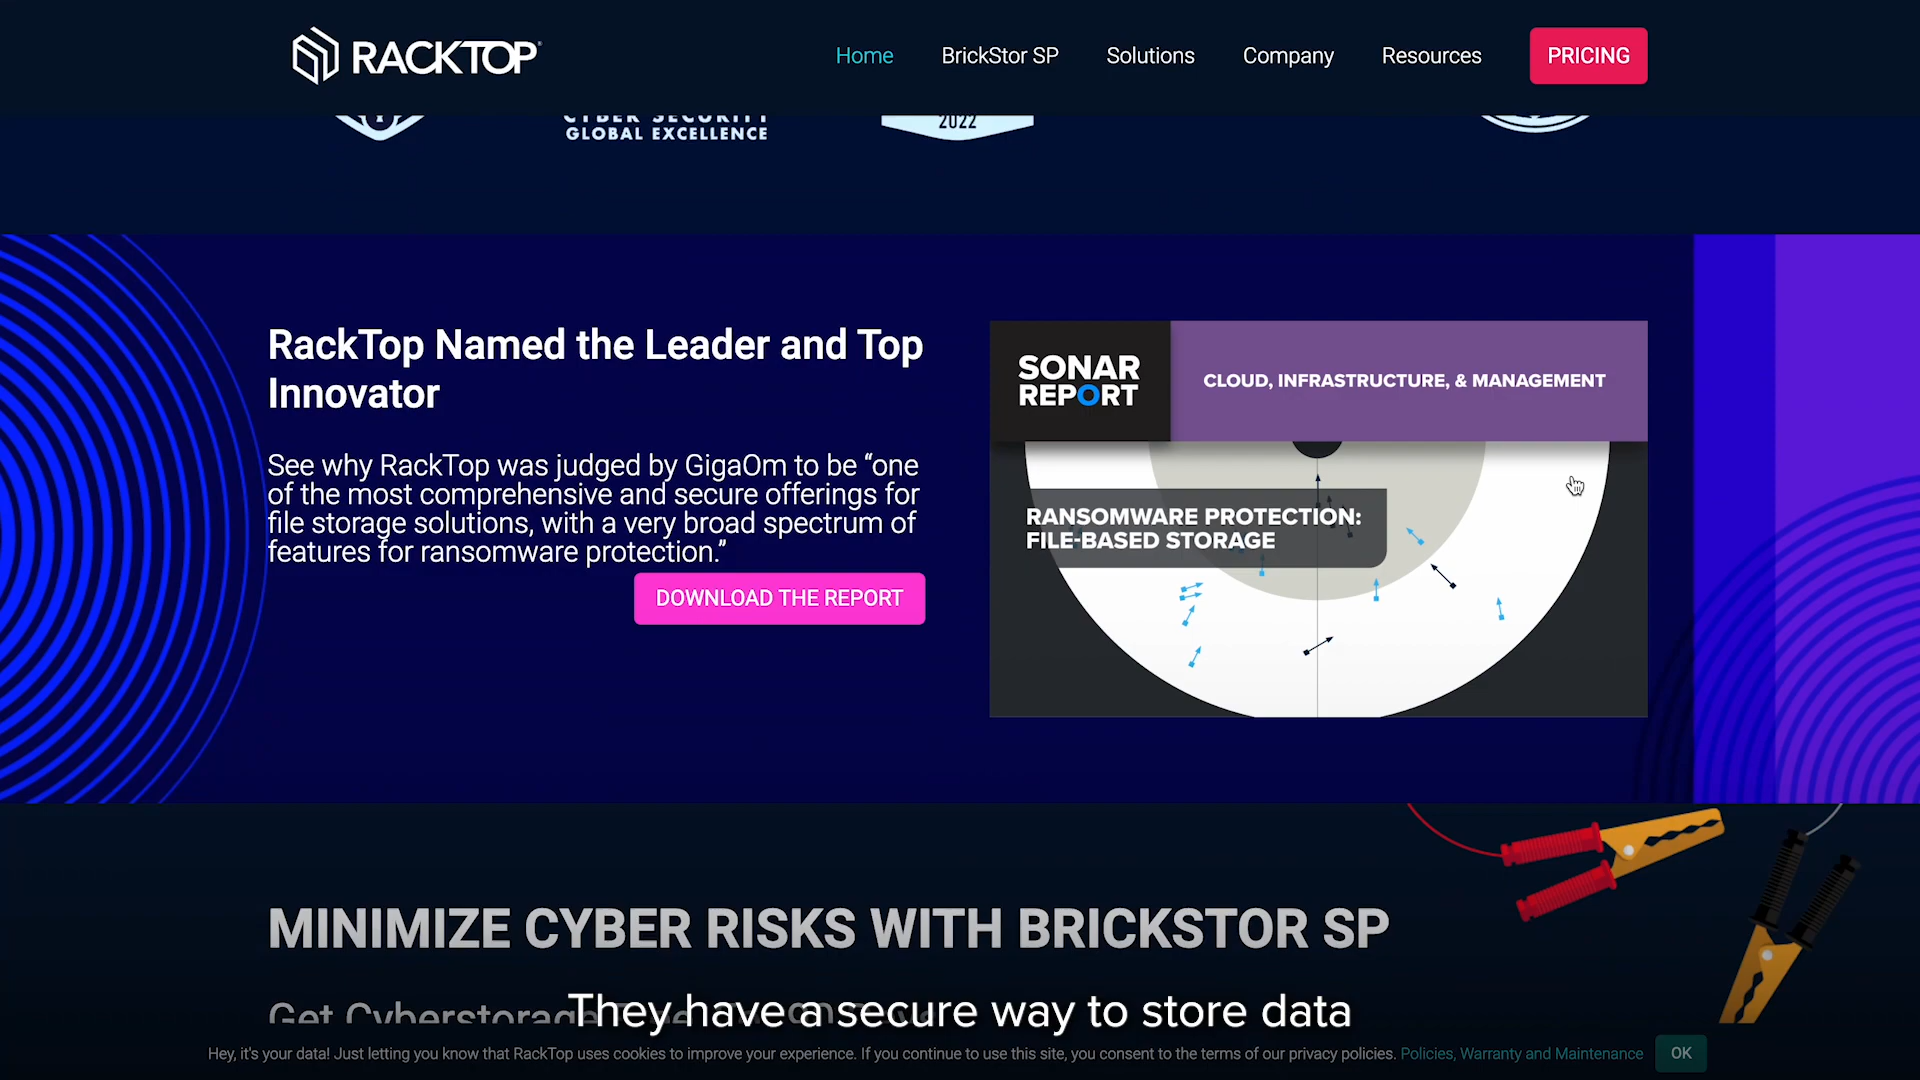 RACKTOP
Home
BrickStor SP
Solutions
Company
Resources
PRICING
CYBER SECURITY
GLOBAL EXCELLENCE
2022
RackTop Named the Leader and Top
Innovator
See why RackTop was judged by GigaOm to be “one
of the most comprehensive and secure offerings for
file storage solutions, with a very broad spectrum of
features for ransomware protection.”
DOWNLOAD THE REPORT
SONAR
REPORT
CLOUD, INFRASTRUCTURE, & MANAGEMENT
RANSOMWARE PROTECTION:
FILE-BASED STORAGE
MINIMIZE CYBER RISKS WITH BRICKSTOR SP
Get Cyberstorage
They have a secure way to store data
Hey, it's your data! Just letting you know that RackTop uses cookies to improve your experience. If you continue to use this site, you consent to the terms of our privacy policies. Policies, Warranty and Maintenance
OK